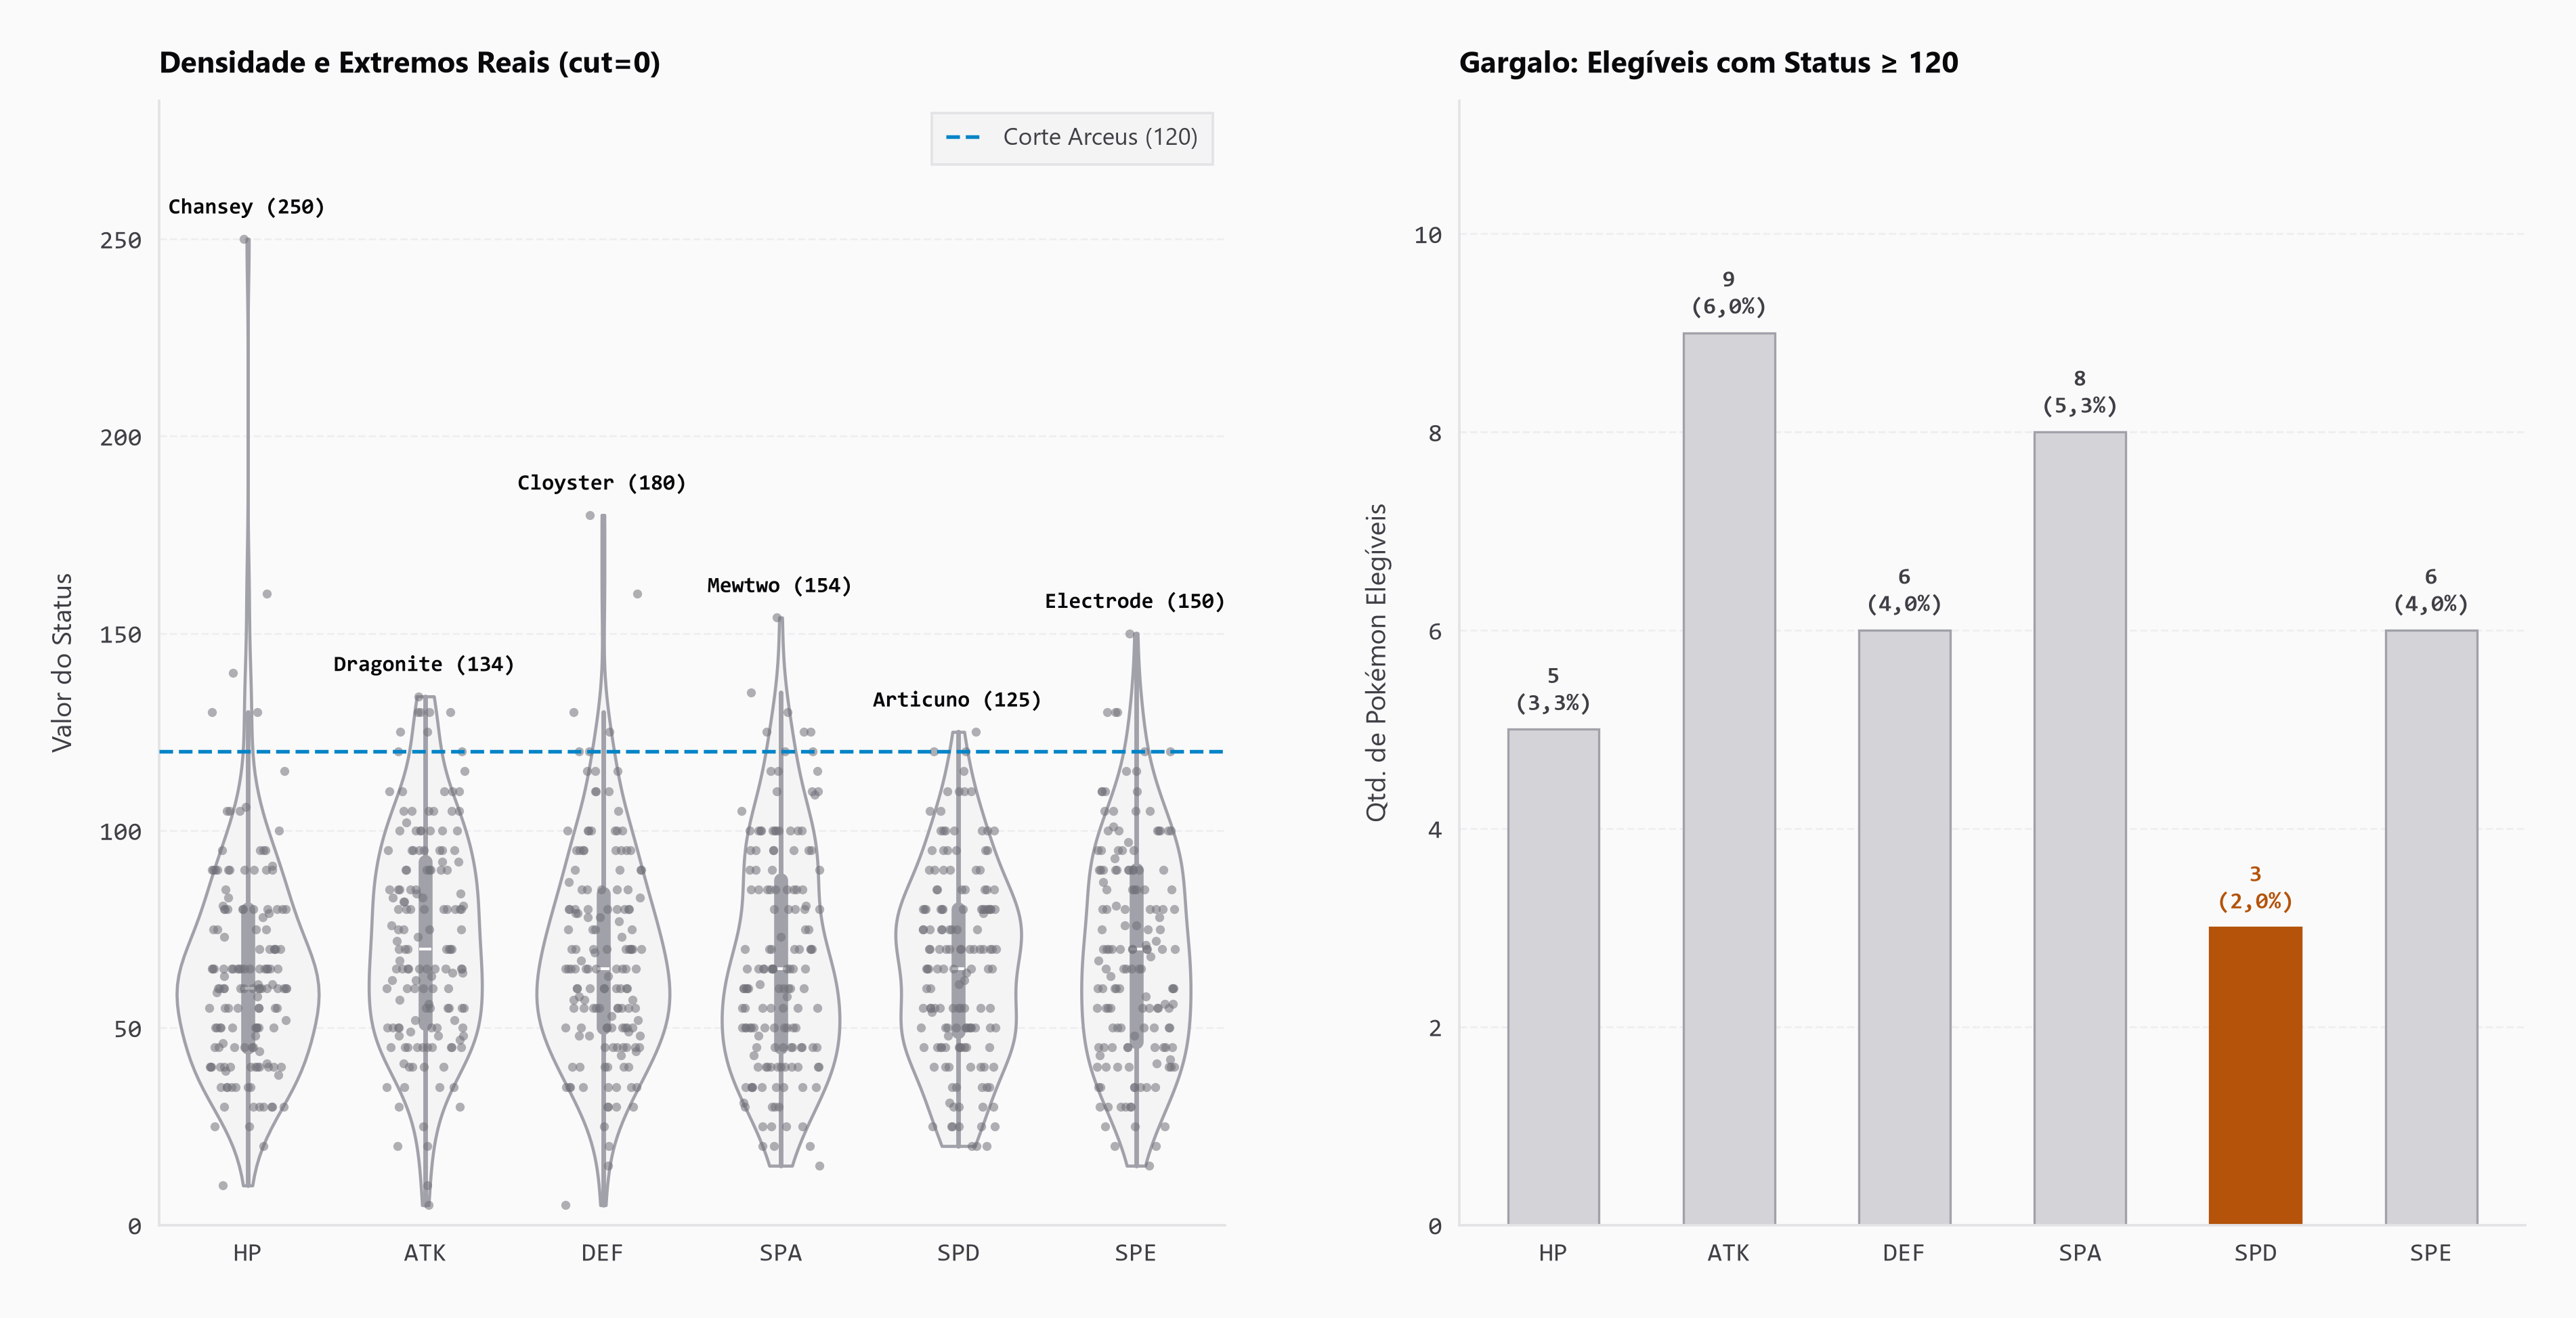 Densidade e Extremos Reais (cut=0)
Corte Arceus (120)
Valor do Status
250
200
150
100
50
0
Chansey (250)
Dragonite (134)
Cloyster (180)
Mewtwo (154)
Articuno (125)
Electrode (150)
HP
ATK
DEF
SPA
SPD
SPE
Gargalo: Elegíveis com Status ≥ 120
Qtd. de Pokémon Elegíveis
10
8
6
4
2
0
5
(3,3%)
9
(6,0%)
6
(4,0%)
8
(5,3%)
3
(2,0%)
6
(4,0%)
HP
ATK
DEF
SPA
SPD
SPE